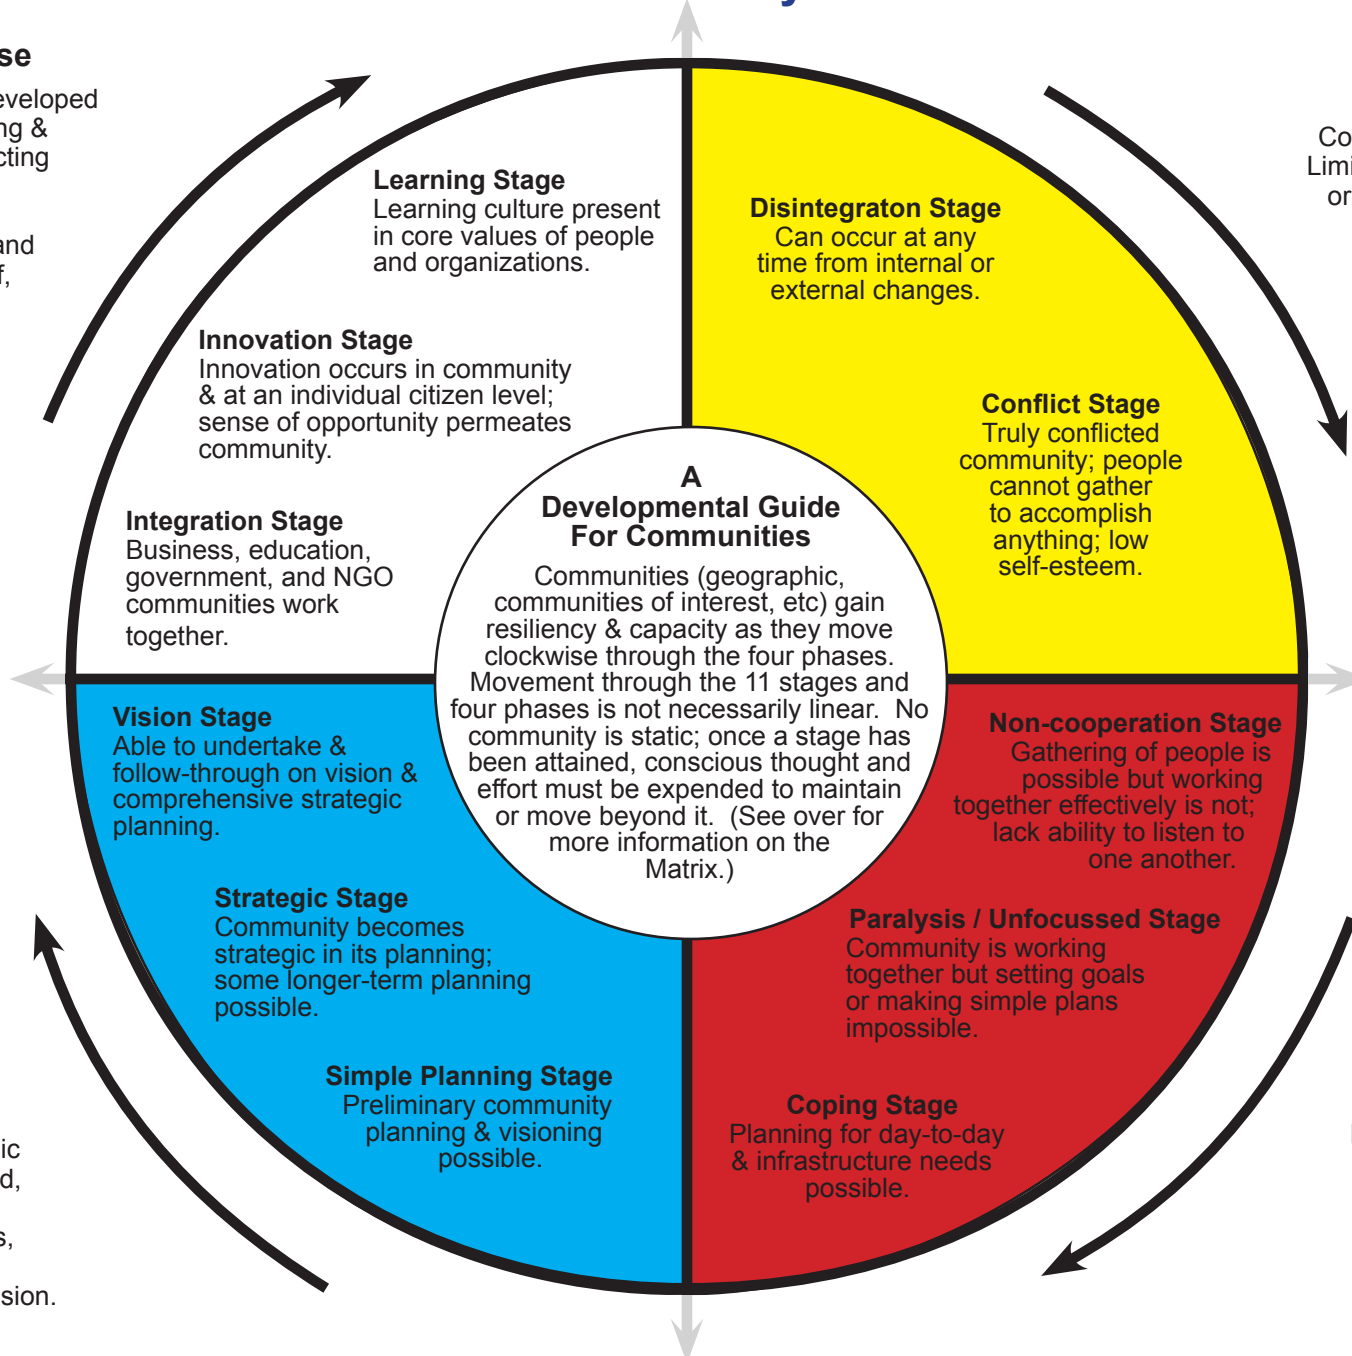 se
eveloped
ng &
cting
and
f,
Co
Limi
or
Learning Stage
Learning culture present
in core values of people
and organizations.
Innovation Stage
Innovation occurs in community
& at an individual citizen level;
sense of opportunity permeates
community.
Integration Stage
Business, education,
government, and NGO
communities work
together.
Disintegraton Stage
Can occur at any
time from internal or
external changes.
Conflict Stage
Truly conflicted
community; people
cannot gather
to accomplish
anything; low
self-esteem.
A
Developmental Guide
For Communities
Communities (geographic,
communities of interest, etc) gain
resiliency & capacity as they move
clockwise through the four phases.
Movement through the 11 stages and
four phases is not necessarily linear.  No
community is static; once a stage has
been attained, conscious thought and
effort must be expended to maintain
or move beyond it.  (See over for
more information on the
Matrix.)
Non-cooperation Stage
Gathering of people is
possible but working
together effectively is not;
lack ability to listen to
one another.
Paralysis / Unfocussed Stage
Community is working
together but setting goals
or making simple plans
impossible.
Coping Stage
Planning for day-to-day
& infrastructure needs
possible.
Vision Stage
Able to undertake &
follow-through on vision &
comprehensive strategic
planning.
Strategic Stage
Community becomes
strategic in its planning;
some longer-term planning
possible.
Simple Planning Stage
Preliminary community
planning & visioning
possible.
ic
d,
s,
sion.